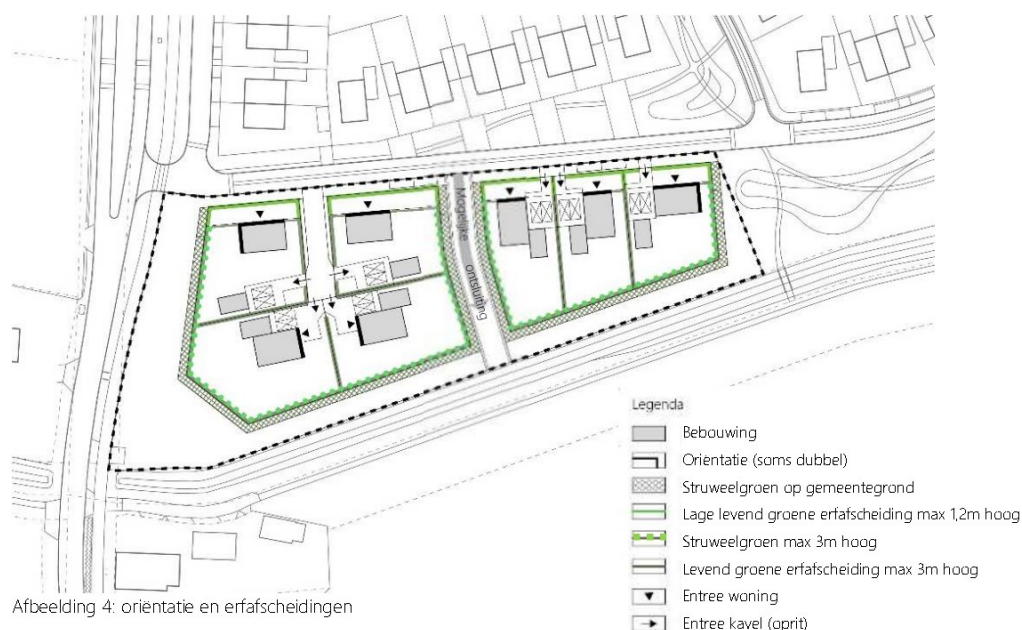 Mogelijke ontsluiting
Legenda
Bebouwing
Orientatie (soms dubbel)
Struweelgroen op gemeentegrond
Lage levend groene erfafscheiding max 1,2m hoog
Struweelgroen max 3m hoog
Levend groene erfafscheiding max 3m hoog
Entree woning
Entree kavel (oprit)
Afbeelding 4: oriëntatie en erfafscheidingen